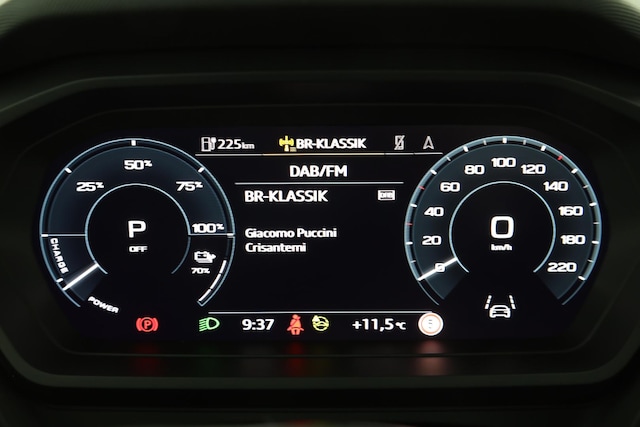 225km BR-KLASSIK
DAB/FM
BR-KLASSIK
Giacomo Puccini
Crisantemi
25% 50% 75% 100%
P
OFF
70%
CHARGE
POWER
0 20 60 80 100 120 140 160 180 220
0
km/h
P 9:37 +11,5°C